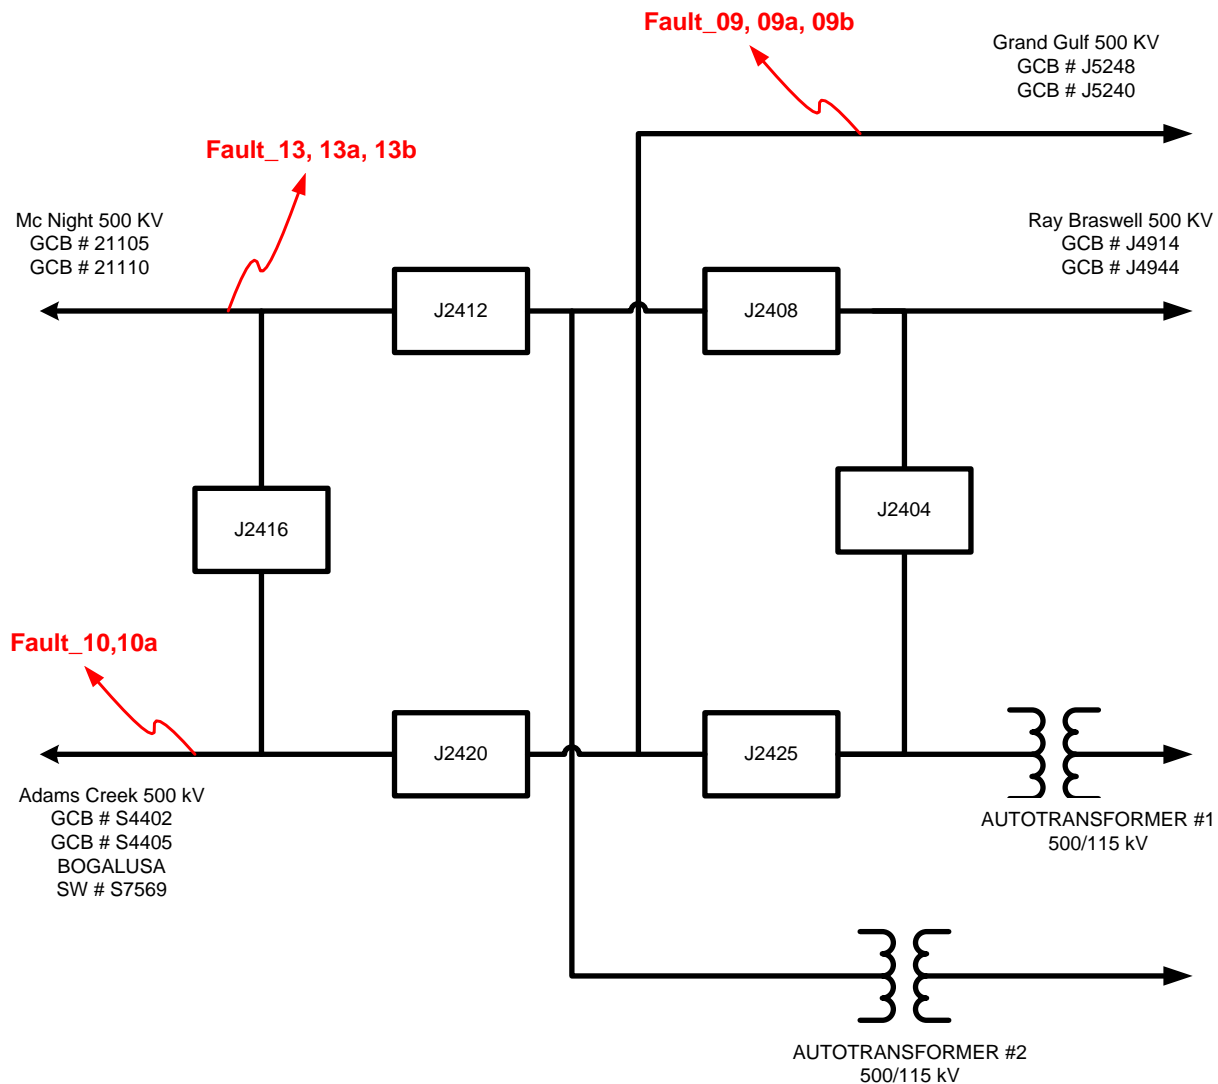 Fault_09, 09a, 09b
Grand Gulf 500 KV
GCB # J5248
GCB # J5240
Fault_13, 13a, 13b
Mc Night 500 KV
GCB # 21105
GCB # 21110
Ray Braswell 500 KV
GCB # J4914
GCB # J4944
J2412
J2408
J2416
J2404
Fault_10,10a
J2420
J2425
Adams Creek 500 kV
GCB # S4402
GCB # S4405
BOGALUSA
SW # S7569
AUTOTRANSFORMER #1
500/115 kV
AUTOTRANSFORMER #2
500/115 kV